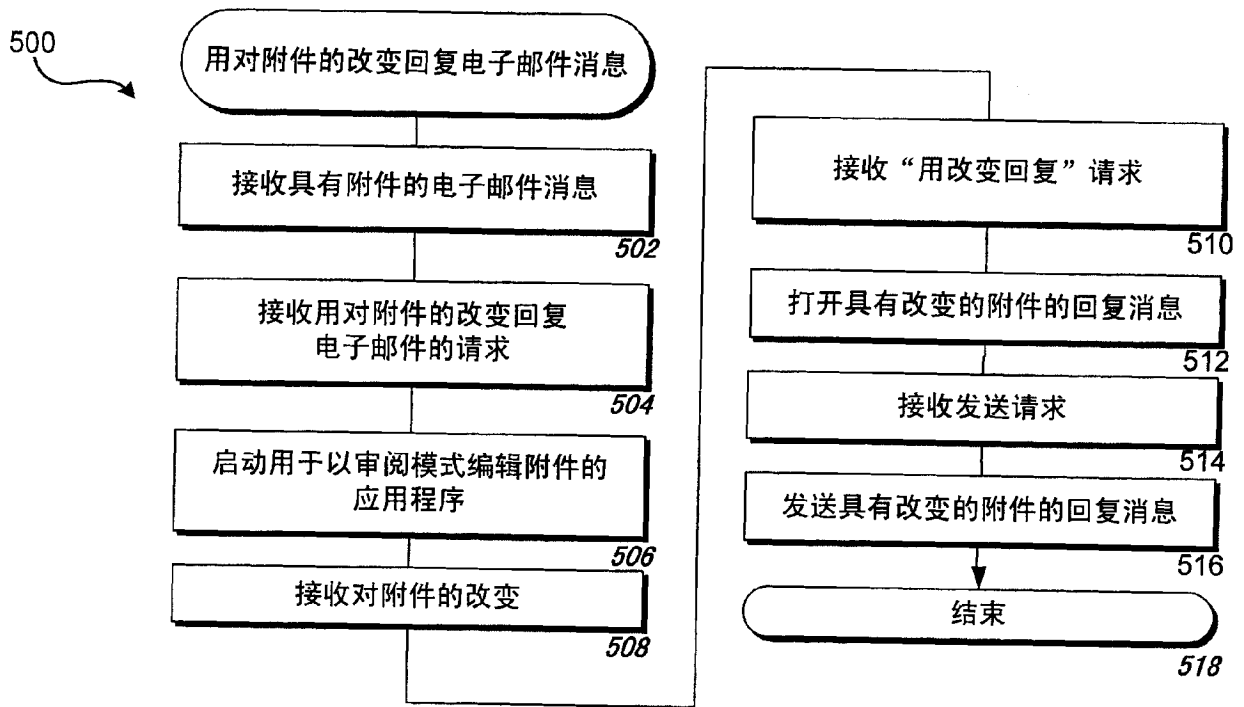 500
用对附件的改变回复电子邮件消息
接收具有附件的电子邮件消息
502
接收用对附件的改变回复
电子邮件的请求
504
启动用于以审阅模式编辑附件的
应用程序
506
接收对附件的改变
508
接收“用改变回复”请求
510
打开具有改变的附件的回复消息
512
接收发送请求
514
发送具有改变的附件的回复消息
516
结束
518